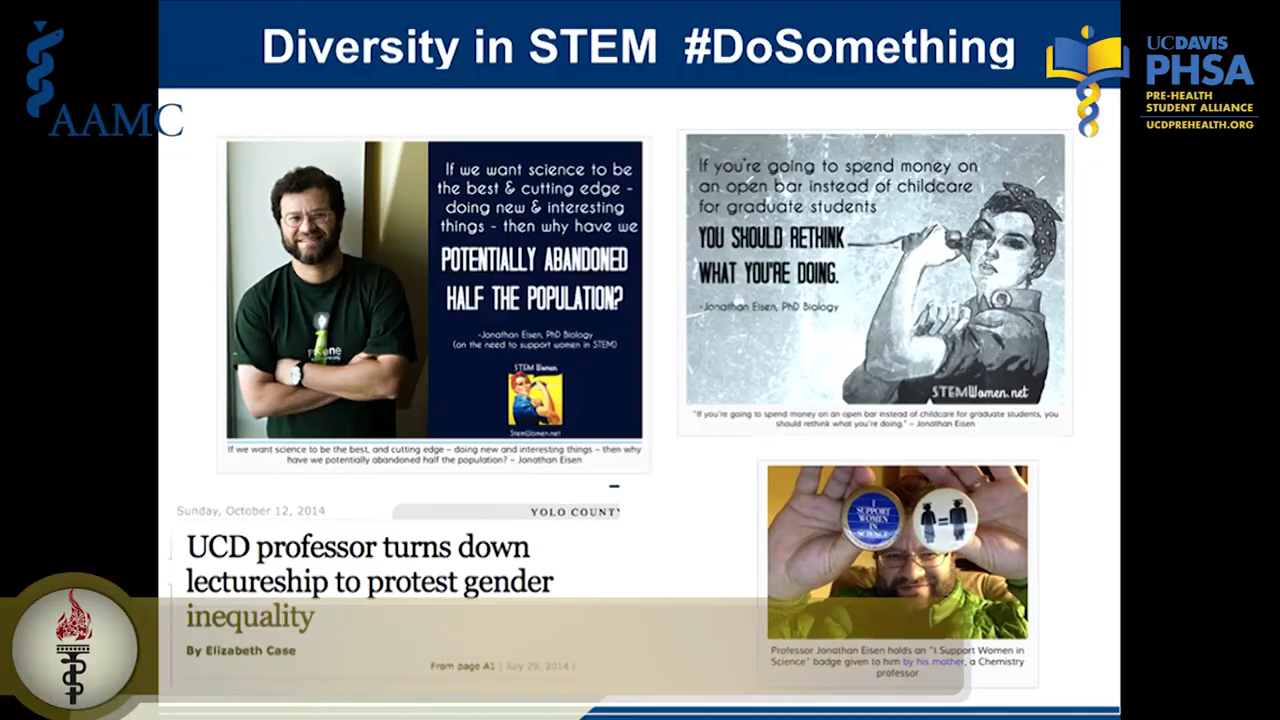 Diversity in STEM #DoSomething
AAMC
UCDAVIS
PHSA
PRE-HEALTH
STUDENT ALLIANCE
UCDPREHEALTH.ORG
If we want science to be
the best & cutting edge -
doing new & interesting
things - then why have we
POTENTIALLY ABANDONED
HALF THE POPULATION?
-Jonathan Eisen, PhD Biology
(on the need to support women in STEM)
STEM Women
StemWomen.net
If we want science to be the best, and cutting edge – doing new and interesting things – then why
have we potentially abandoned half the population? – Jonathan Eisen
If you're going to spend money on
an open bar instead of childcare
for graduate students
YOU SHOULD RETHINK
WHAT YOU'RE DOING.
-Jonathan Eisen, PhD Biology
STEMWomen.net
"If you're going to spend money on an open bar instead of childcare for graduate students, you
should rethink what you're doing." – Jonathan Eisen
Sunday, October 12, 2014
YOLO COUNTY
UCD professor turns down
lectureship to protest gender
inequality
By Elizabeth Case
From page A1 | July 29, 2014 |
I
SUPPORT
WOMEN
IN
SCIENCE
=
Professor Jonathan Eisen holds an "I Support Women in
Science" badge given to him by his mother, a Chemistry
professor